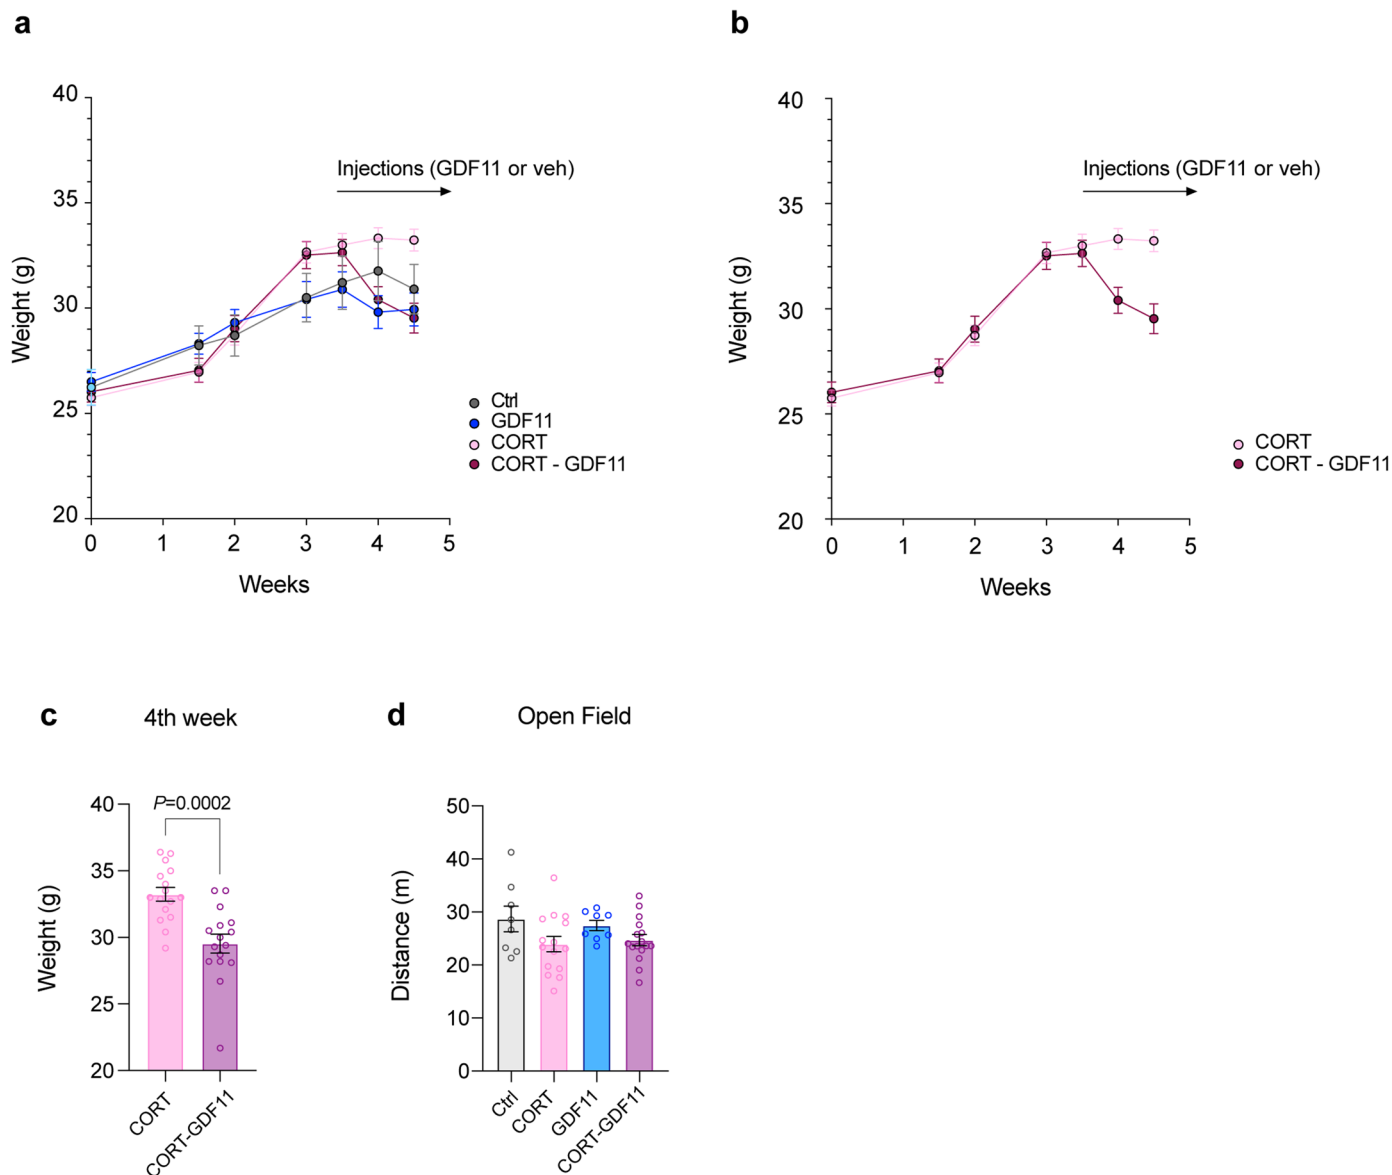 a
40
35
30
25
20
Weight (g)
Injections (GDF11 or veh)
Ctrl
GDF11
CORT
CORT - GDF11
0 1 2 3 4 5
Weeks
b
40
35
30
25
20
Weight (g)
Injections (GDF11 or veh)
CORT
CORT - GDF11
0 1 2 3 4 5
Weeks
c
4th week
P=0.0002
40
35
30
25
20
Weight (g)
CORT
CORT-GDF11
d
Open Field
50
40
30
20
10
0
Distance (m)
Ctrl
CORT
GDF11
CORT-GDF11